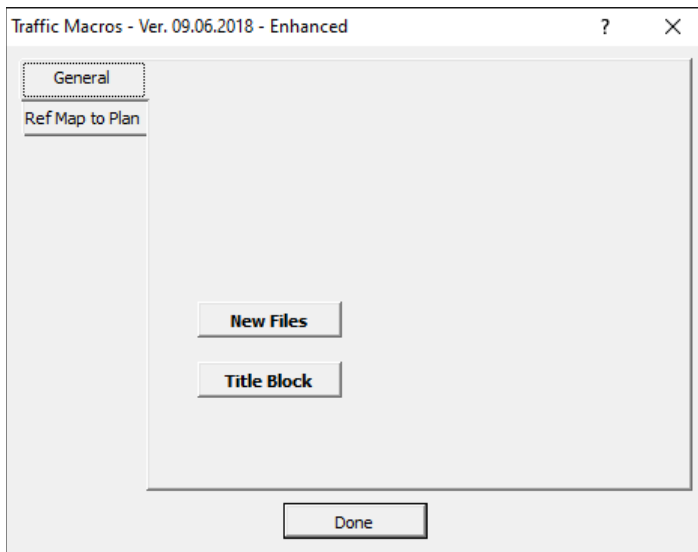 Traffic Macros - Ver. 09.06.2018 - Enhanced
General
Ref Map to Plan
New Files
Title Block
Done